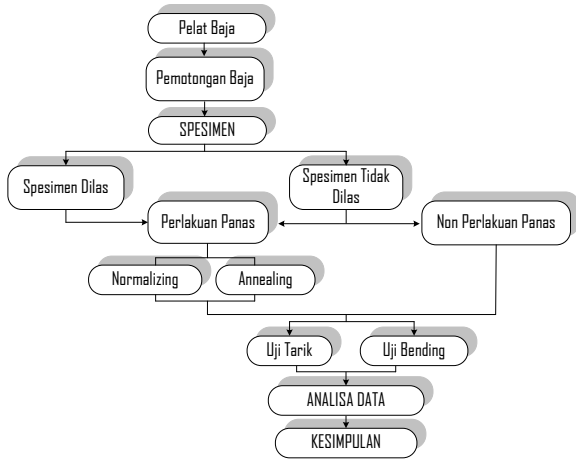 Pelat Baja
Pemotongan Baja
SPESIMEN
Spesimen Dilas
Spesimen Tidak
Dilas
Perlakuan Panas
Non Perlakuan Panas
Normalizing
Annealing
Uji Tarik
Uji Bending
ANALISA DATA
KESIMPULAN